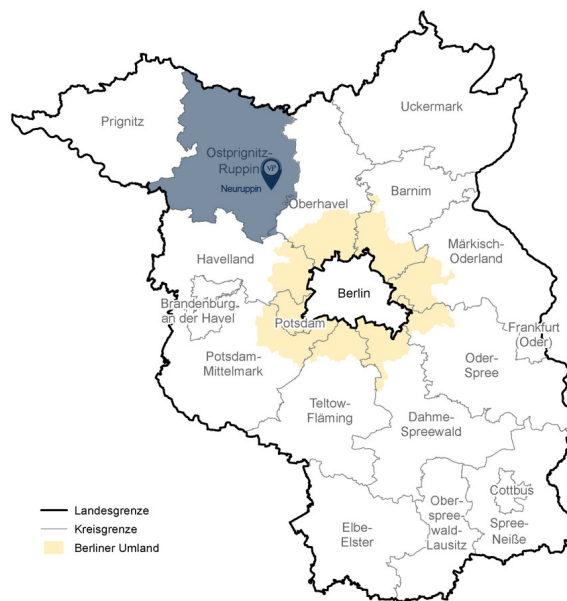 Uckermark
Prignitz
Ostprignitz-
Ruppin
VP
Neuruppin
Barnim
Oberhavel
Märkisch-
Oderland
Havelland
Berlin
Brandenburg
an der Havel
Potsdam
Frankfurt
(Oder)
Potsdam-
Mittelmark
Oder-
Spree
Teltow-
Fläming
Dahme-
Spreewald
Cottbus
Ober-
spree-
wald-
Lausitz
Spree-
Neiße
Elbe-
Elster
Landesgrenze
Kreisgrenze
Berliner Umland